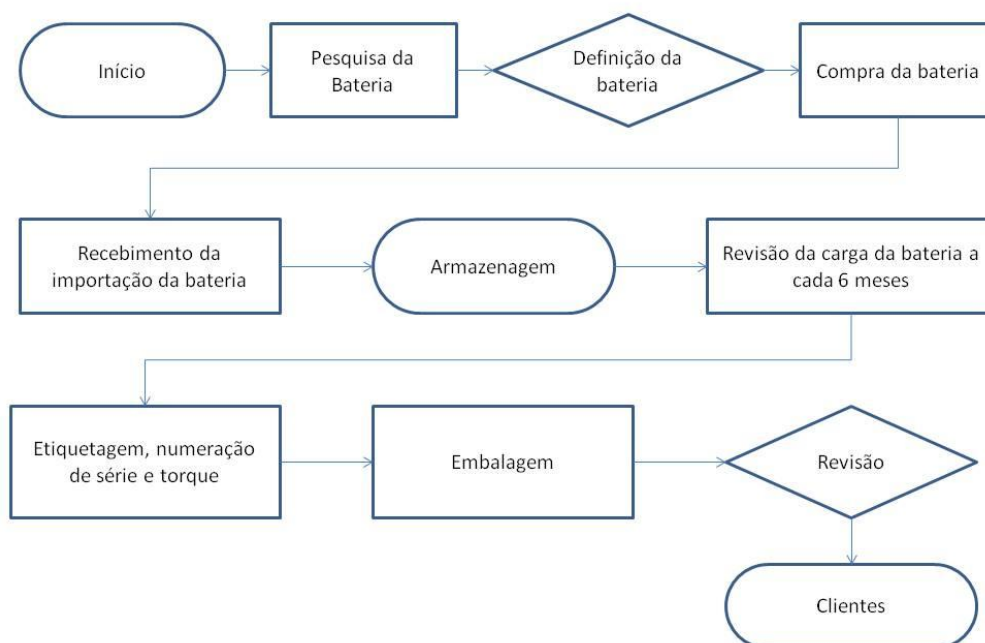 Início
Pesquisa da
Bateria
Definição da
bateria
Compra da bateria
Recebimento da
importação da bateria
Armazenagem
Revisão da carga da bateria a
cada 6 meses
Etiquetagem, numeração
de série e torque
Embalagem
Revisão
Clientes